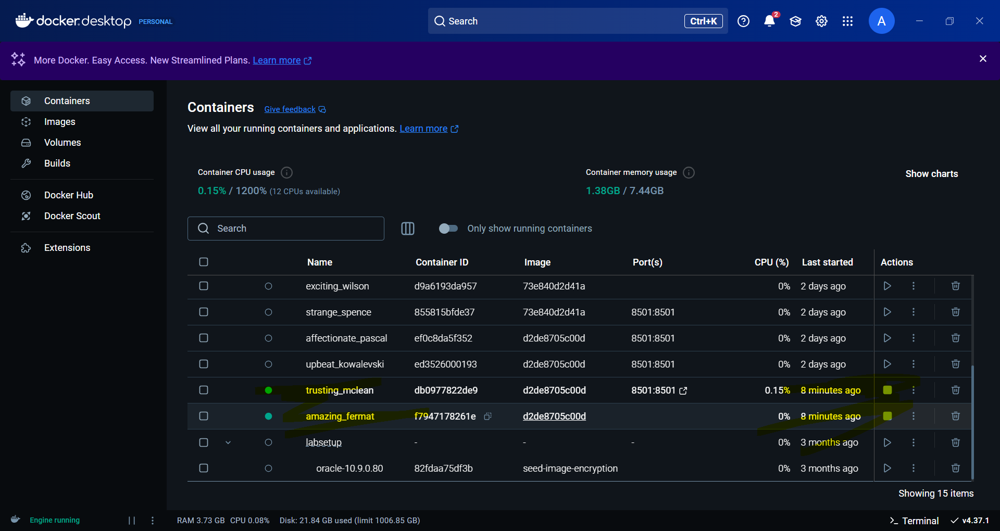 docker.desktop PERSONAL
Search Ctrl+K
2
A
More Docker. Easy Access. New Streamlined Plans. Learn more
Containers
Images
Volumes
Builds
Docker Hub
Docker Scout
Extensions
Containers Give feedback
View all your running containers and applications. Learn more
Container CPU usage
0.15% / 1200% (12 CPUs available)
Container memory usage
1.38GB / 7.44GB
Show charts
Search
Only show running containers
Name Container ID Image Port(s) CPU (%) Last started Actions
exciting_wilson d9a6193da957 73e840d2d41a 0% 2 days ago
strange_spence 855815bfde37 73e840d2d41a 8501:8501 0% 2 days ago
affectionate_pascal ef0c8da5f352 d2de8705c00d 8501:8501 0% 2 days ago
upbeat_kowalevski ed3526000193 d2de8705c00d 8501:8501 0% 2 days ago
trusting_mclean db0977822de9 d2de8705c00d 8501:8501 0.15% 8 minutes ago
amazing_fermat f7947178261e d2de8705c00d 0% 8 minutes ago
labsetup - - - 0% 3 months ago
oracle-10.9.0.80 82fdaa75df3b seed-image-encryption 0% 3 months ago
Showing 15 items
Engine running
RAM 3.73 GB CPU 0.08% Disk: 21.84 GB used (limit 1006.85 GB)
>_ Terminal v4.37.1